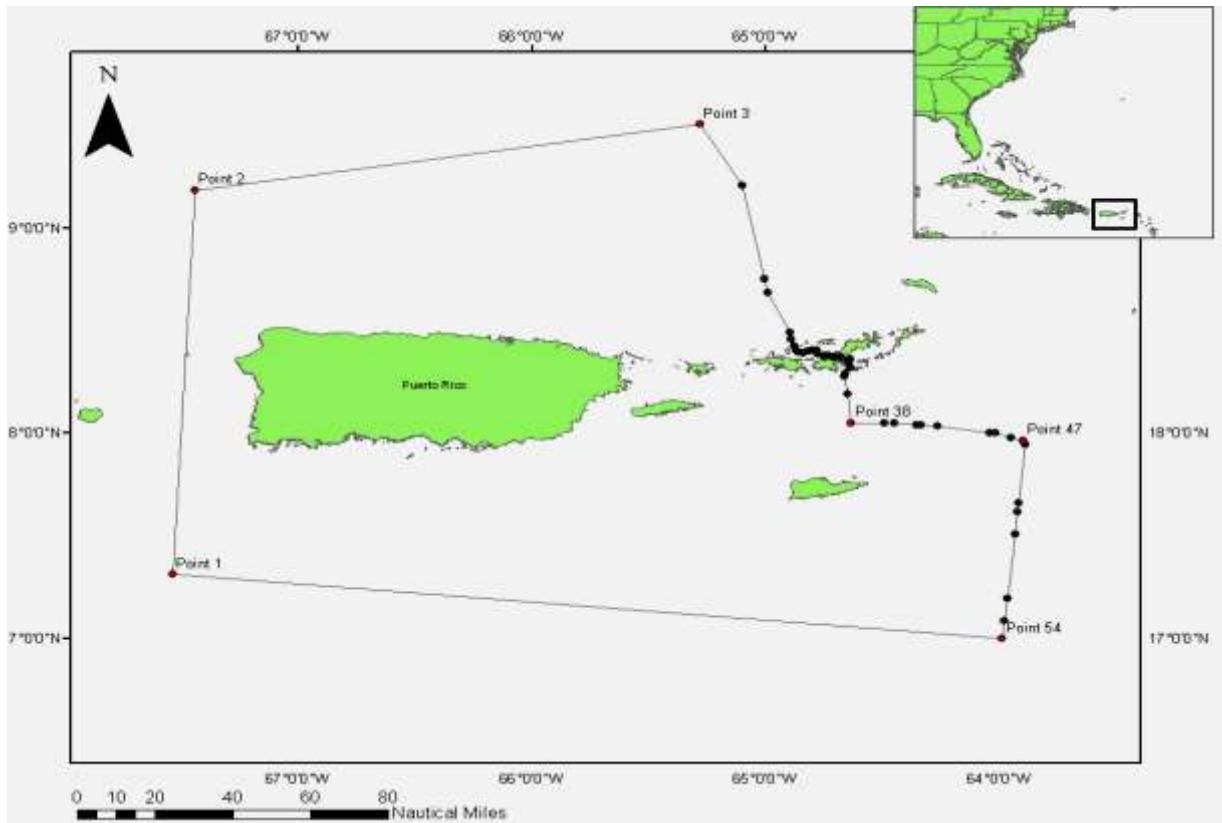 67°0'0"W 66°0'0"W 65°0'0"W
N
Point 3
Point 2
9°0'0"N
Puerto Rico
Point 38
8°0'0"N
Point 47
18°0'0"N
Point 1
7°0'0"N
Point 54
17°0'0"N
67°0'0"W 66°0'0"W 65°0'0"W 64°0'0"W
0 10 20 40 60 80
Nautical Miles